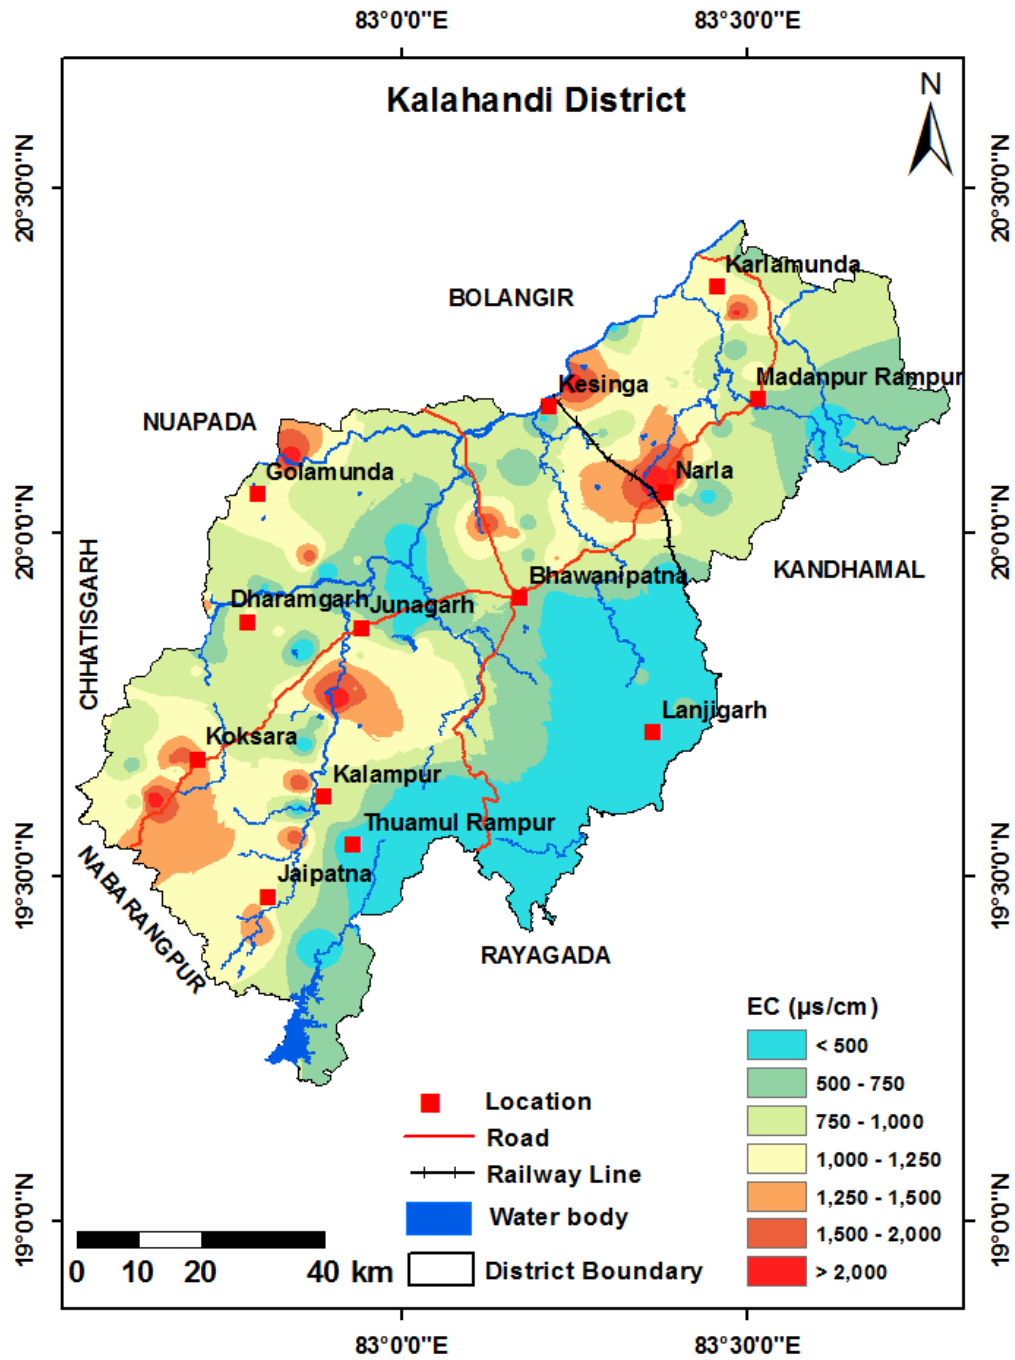 83°0'0"E
83°30'0"E
Kalahandi District
N
20°30'0"N
20°30'0"N
Karlamunda
BOLANGIR
Kesinga
Madanpur Rampur
NUAPADA
Golamunda
Narla
20°0'0"N
20°0'0"N
CHHATISGARH
KANDHAMAL
Bhawanipatna
Dharamgarh
Junagarh
Lanjigarh
Koksara
Kalampur
Thuamul Rampur
19°30'0"N
19°30'0"N
Jaipatna
NABARANGPUR
RAYAGADA
EC (µs/cm)
< 500
500 - 750
750 - 1,000
1,000 - 1,250
1,250 - 1,500
1,500 - 2,000
> 2,000
Location
Road
Railway Line
Water body
District Boundary
19°0'0"N
19°0'0"N
0 10 20 40 km
83°0'0"E
83°30'0"E